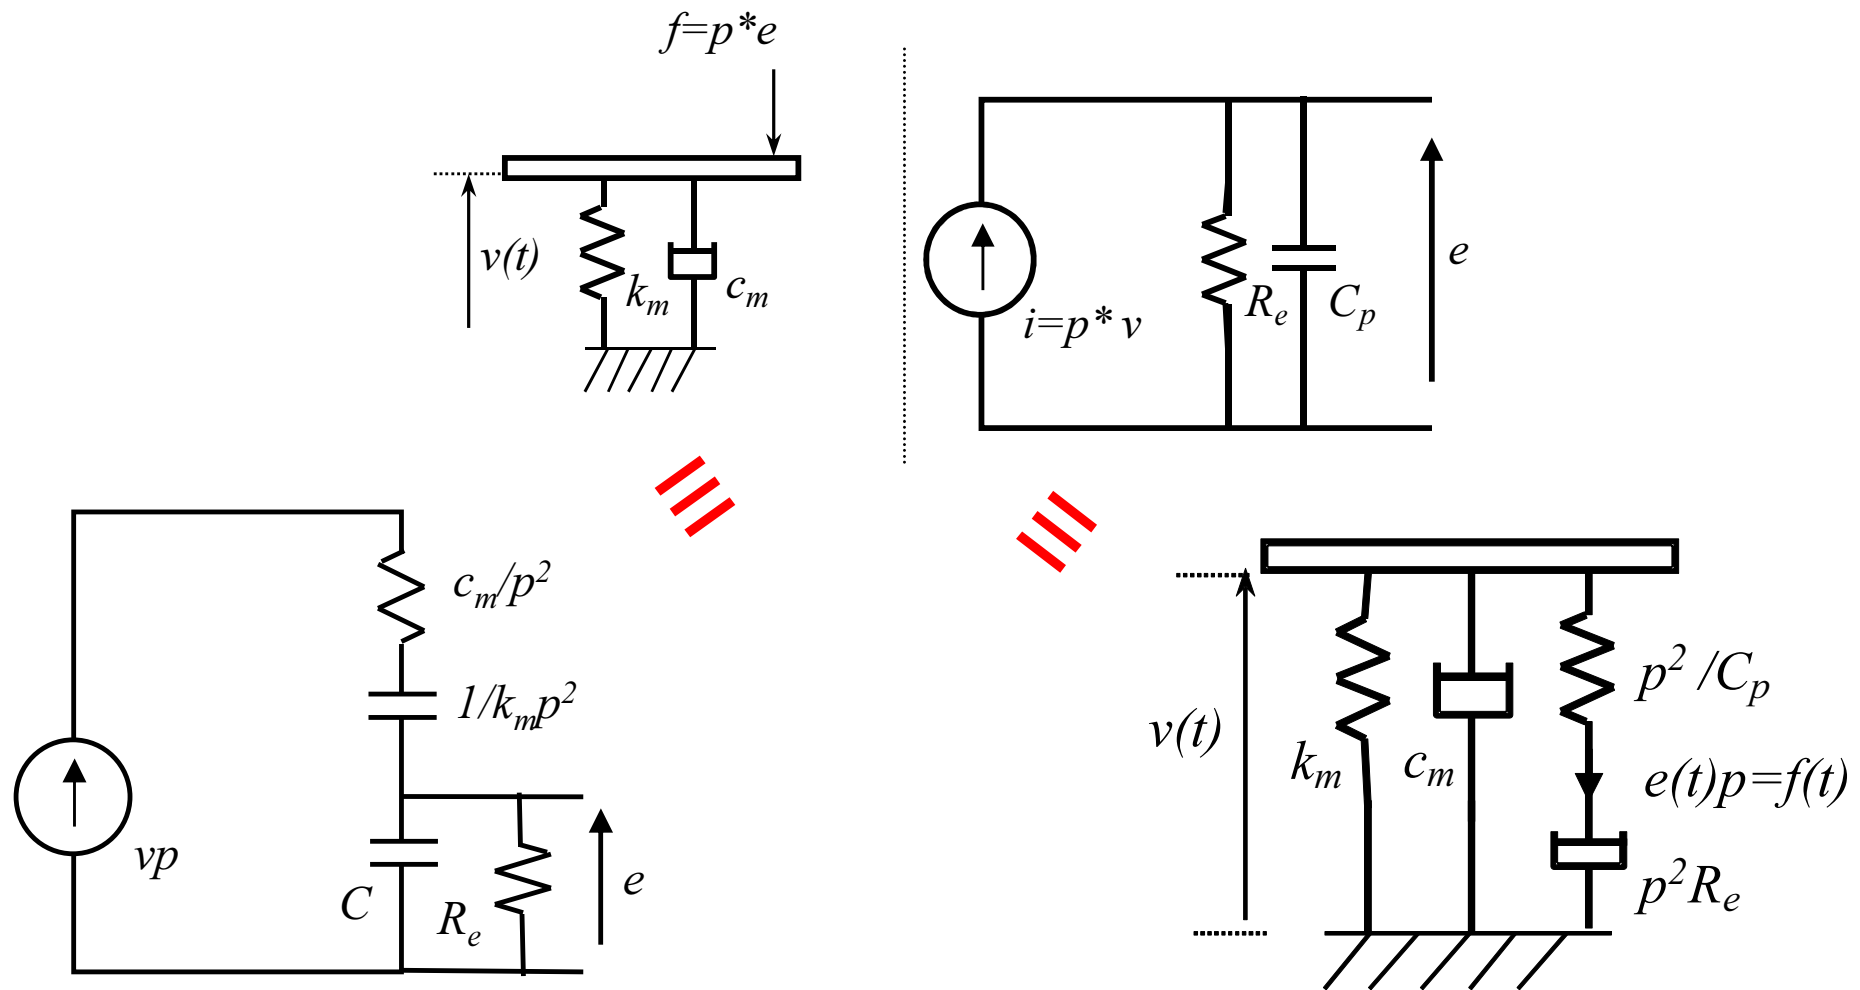 f=p*e
v(t)
k_m
c_m
i=p* v
R_e
C_p
e
c_m/p^2
1/k_mp^2
vp
C
R_e
e
v(t)
k_m
c_m
p^2 /C_p
e(t)p=f(t)
p^2R_e